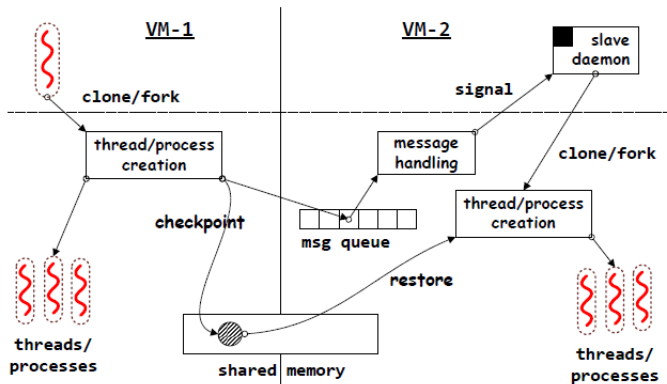 VM-1
VM-2
slave
daemon
clone/fork
signal
thread/process
creation
message
handling
clone/fork
checkpoint
msg queue
thread/process
creation
restore
threads/
processes
threads/
processes
shared memory